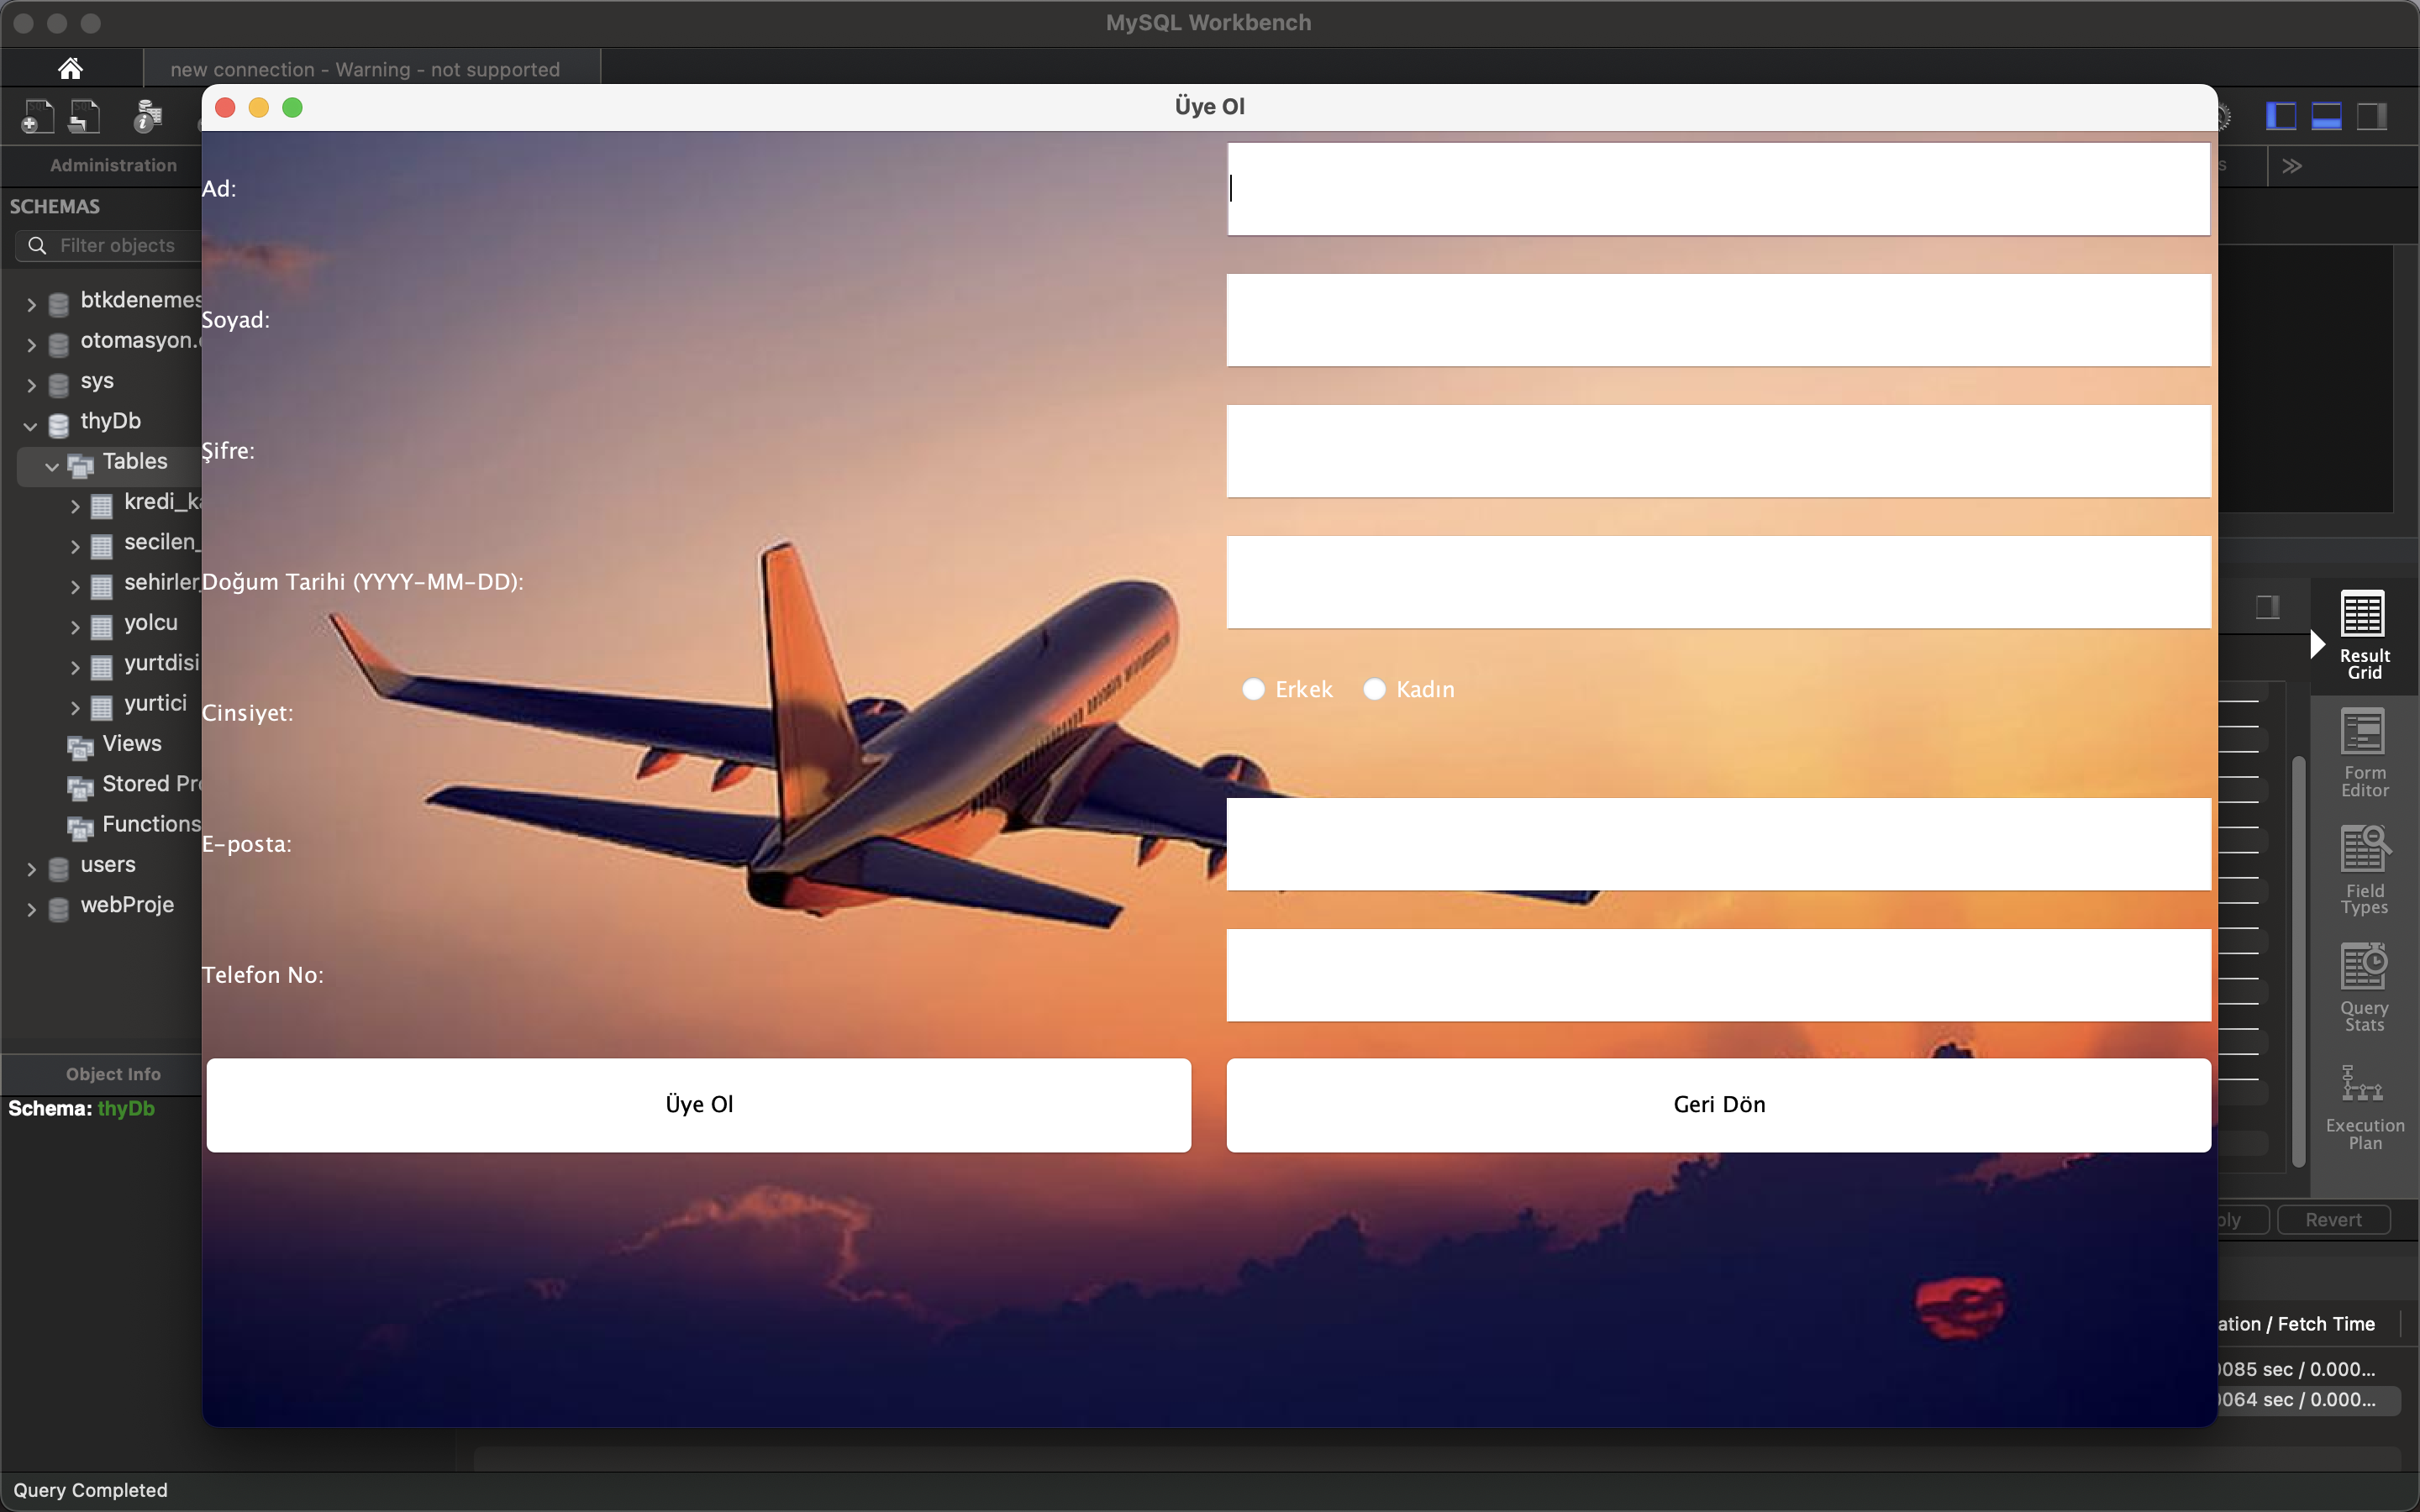 MySQL Workbench
new connection - Warning - not supported
Üye Ol
Administration
SCHEMAS
Filter objects
btkdenemes
otomasyon.
sys
thyDb
Tables
kredi_k
secilen_
sehirler
yolcu
yurtdisi
yurtici
Views
Stored Pr
Functions
users
webProje
Object Info
Schema: thyDb
Ad:
Soyad:
Şifre:
Doğum Tarihi (YYYY-MM-DD):
Cinsiyet:
Erkek
Kadın
E-posta:
Telefon No:
Üye Ol
Geri Dön
Result
Grid
Form
Editor
Field
Types
Query
Stats
Execution
Plan
Revert
ation / Fetch Time
0085 sec / 0.000...
0064 sec / 0.000...
Query Completed